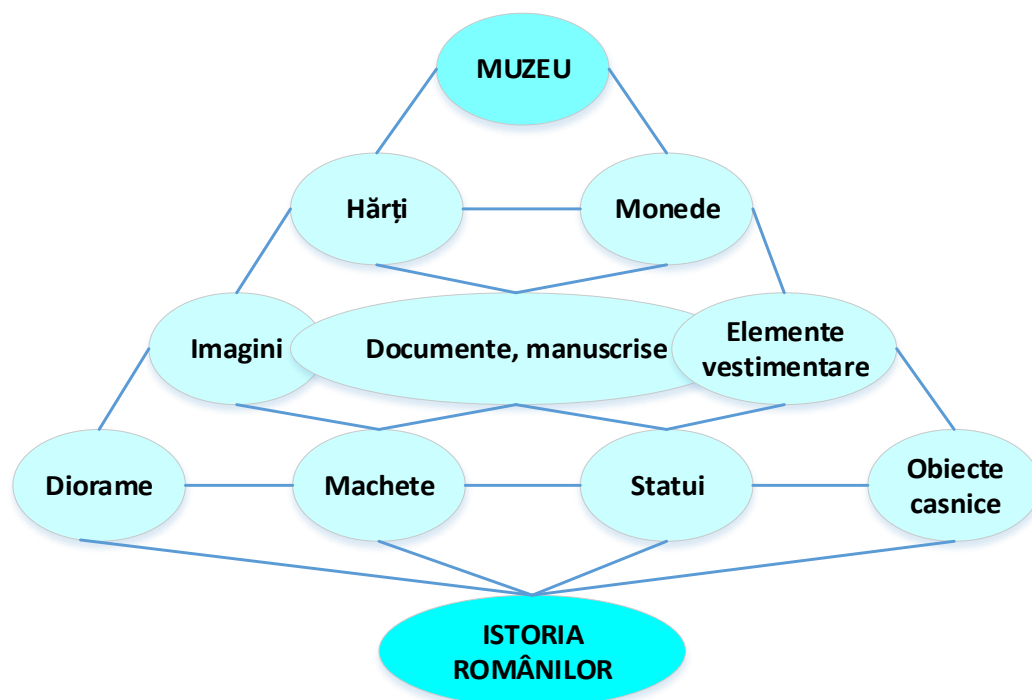 MUZEU
Hărți
Monede
Imagini
Documente, manuscrise
Elemente
vestimentare
Diorame
Machete
Statui
Obiecte
casnice
ISTORIA
ROMÂNILOR